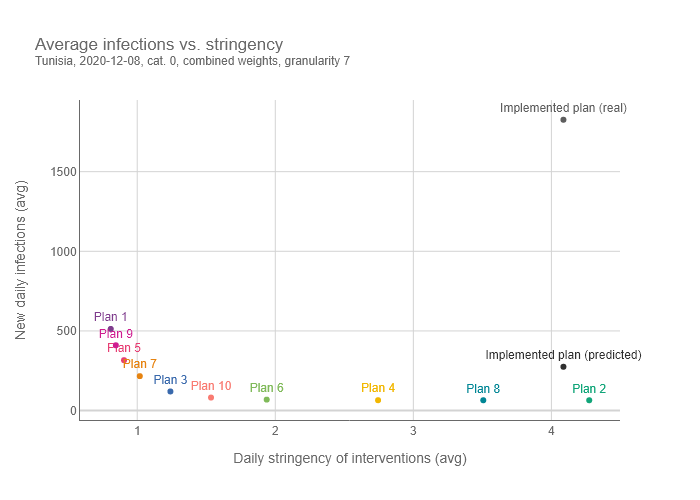 Average infections vs. stringency
Tunisia, 2020-12-08, cat. 0, combined weights, granularity 7
Implemented plan (real)
1500
1000
New daily infections (avg)
Plan 1
500
Plan 9
Plan 5
Implemented plan (predicted)
Plan 7
Plan 3
Plan 10
Plan 6
Plan 4
Plan 8
Plan 2
0
1
2
3
4
Daily stringency of interventions (avg)